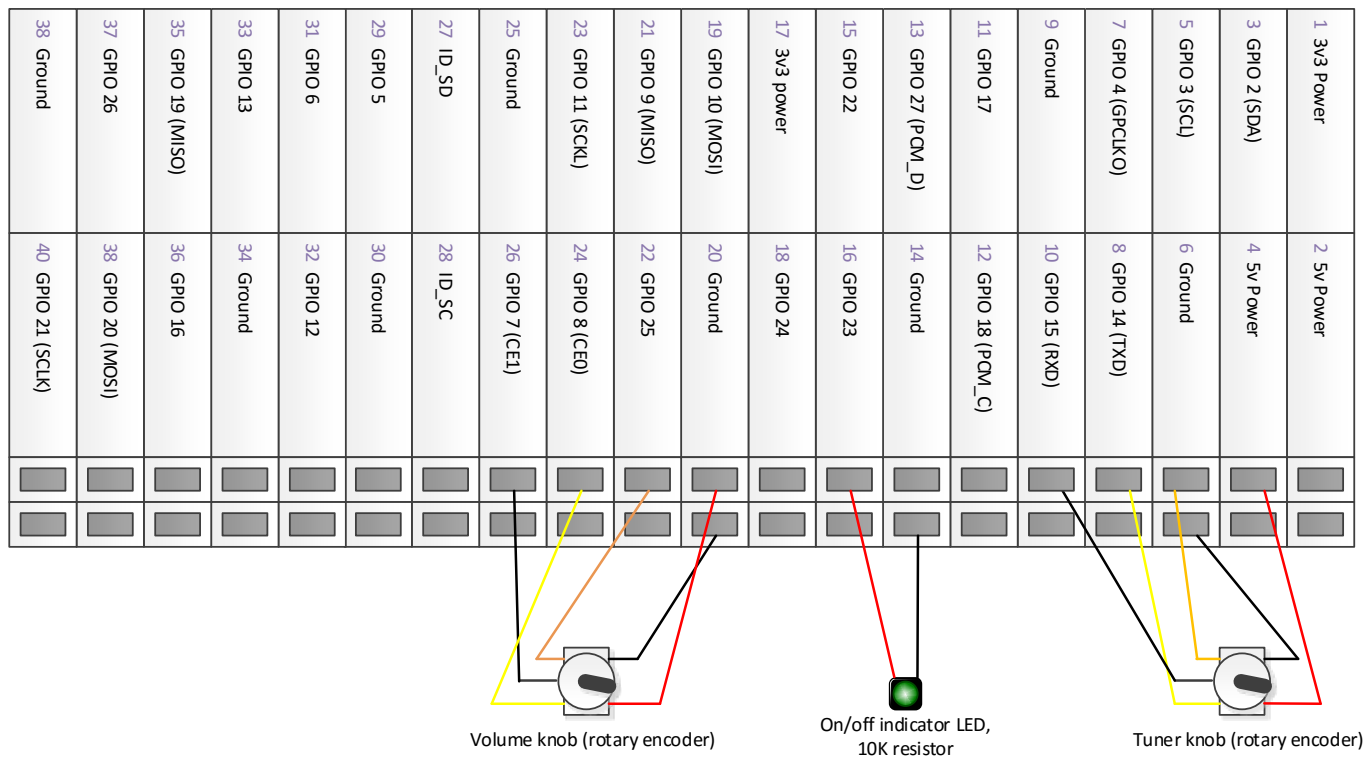 38 Ground
37 GPIO 26
35 GPIO 19 (MISO)
33 GPIO 13
31 GPIO 6
29 GPIO 5
27 ID_SD
25 Ground
23 GPIO 11 (SCKL)
21 GPIO 9 (MISO)
19 GPIO 10 (MOSI)
17 3v3 power
15 GPIO 22
13 GPIO 27 (PCM_D)
11 GPIO 17
9 Ground
7 GPIO 4 (GPCLKO)
5 GPIO 3 (SCL)
3 GPIO 2 (SDA)
1 3v3 Power
40 GPIO 21 (SCLK)
38 GPIO 20 (MOSI)
36 GPIO 16
34 Ground
32 GPIO 12
30 Ground
28 ID_SC
26 GPIO 7 (CE1)
24 GPIO 8 (CE0)
22 GPIO 25
20 Ground
18 GPIO 24
16 GPIO 23
14 Ground
12 GPIO 18 (PCM_C)
10 GPIO 15 (RXD)
8 GPIO 14 (TXD)
6 Ground
4 5v Power
2 5v Power
Volume knob (rotary encoder)
On/off indicator LED,
10K resistor
Tuner knob (rotary encoder)